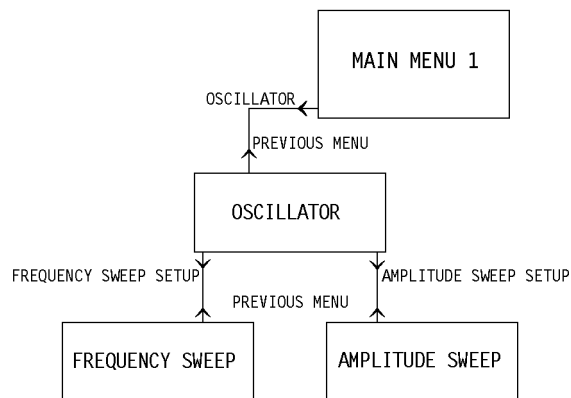 MAIN MENU 1
OSCILLATOR
PREVIOUS MENU
OSCILLATOR
FREQUENCY SWEEP SETUP
AMPLITUDE SWEEP SETUP
PREVIOUS MENU
FREQUENCY SWEEP
AMPLITUDE SWEEP